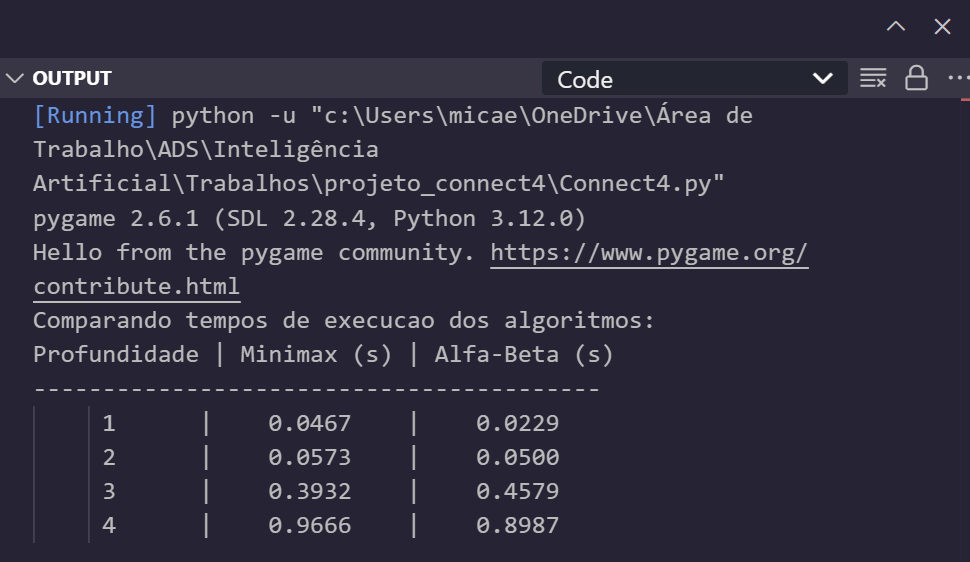 OUTPUT
Code
[Running] python -u "c:\Users\micae\OneDrive\Área de
Trabalho\ADS\Inteligência
Artificial\Trabalhos\projeto_connect4\Connect4.py"
pygame 2.6.1 (SDL 2.28.4, Python 3.12.0)
Hello from the pygame community. https://www.pygame.org/
contribute.html
Comparando tempos de execucao dos algoritmos:
Profundidade | Minimax (s) | Alfa-Beta (s)
-----------------------------------------
1 | 0.0467 | 0.0229
2 | 0.0573 | 0.0500
3 | 0.3932 | 0.4579
4 | 0.9666 | 0.8987